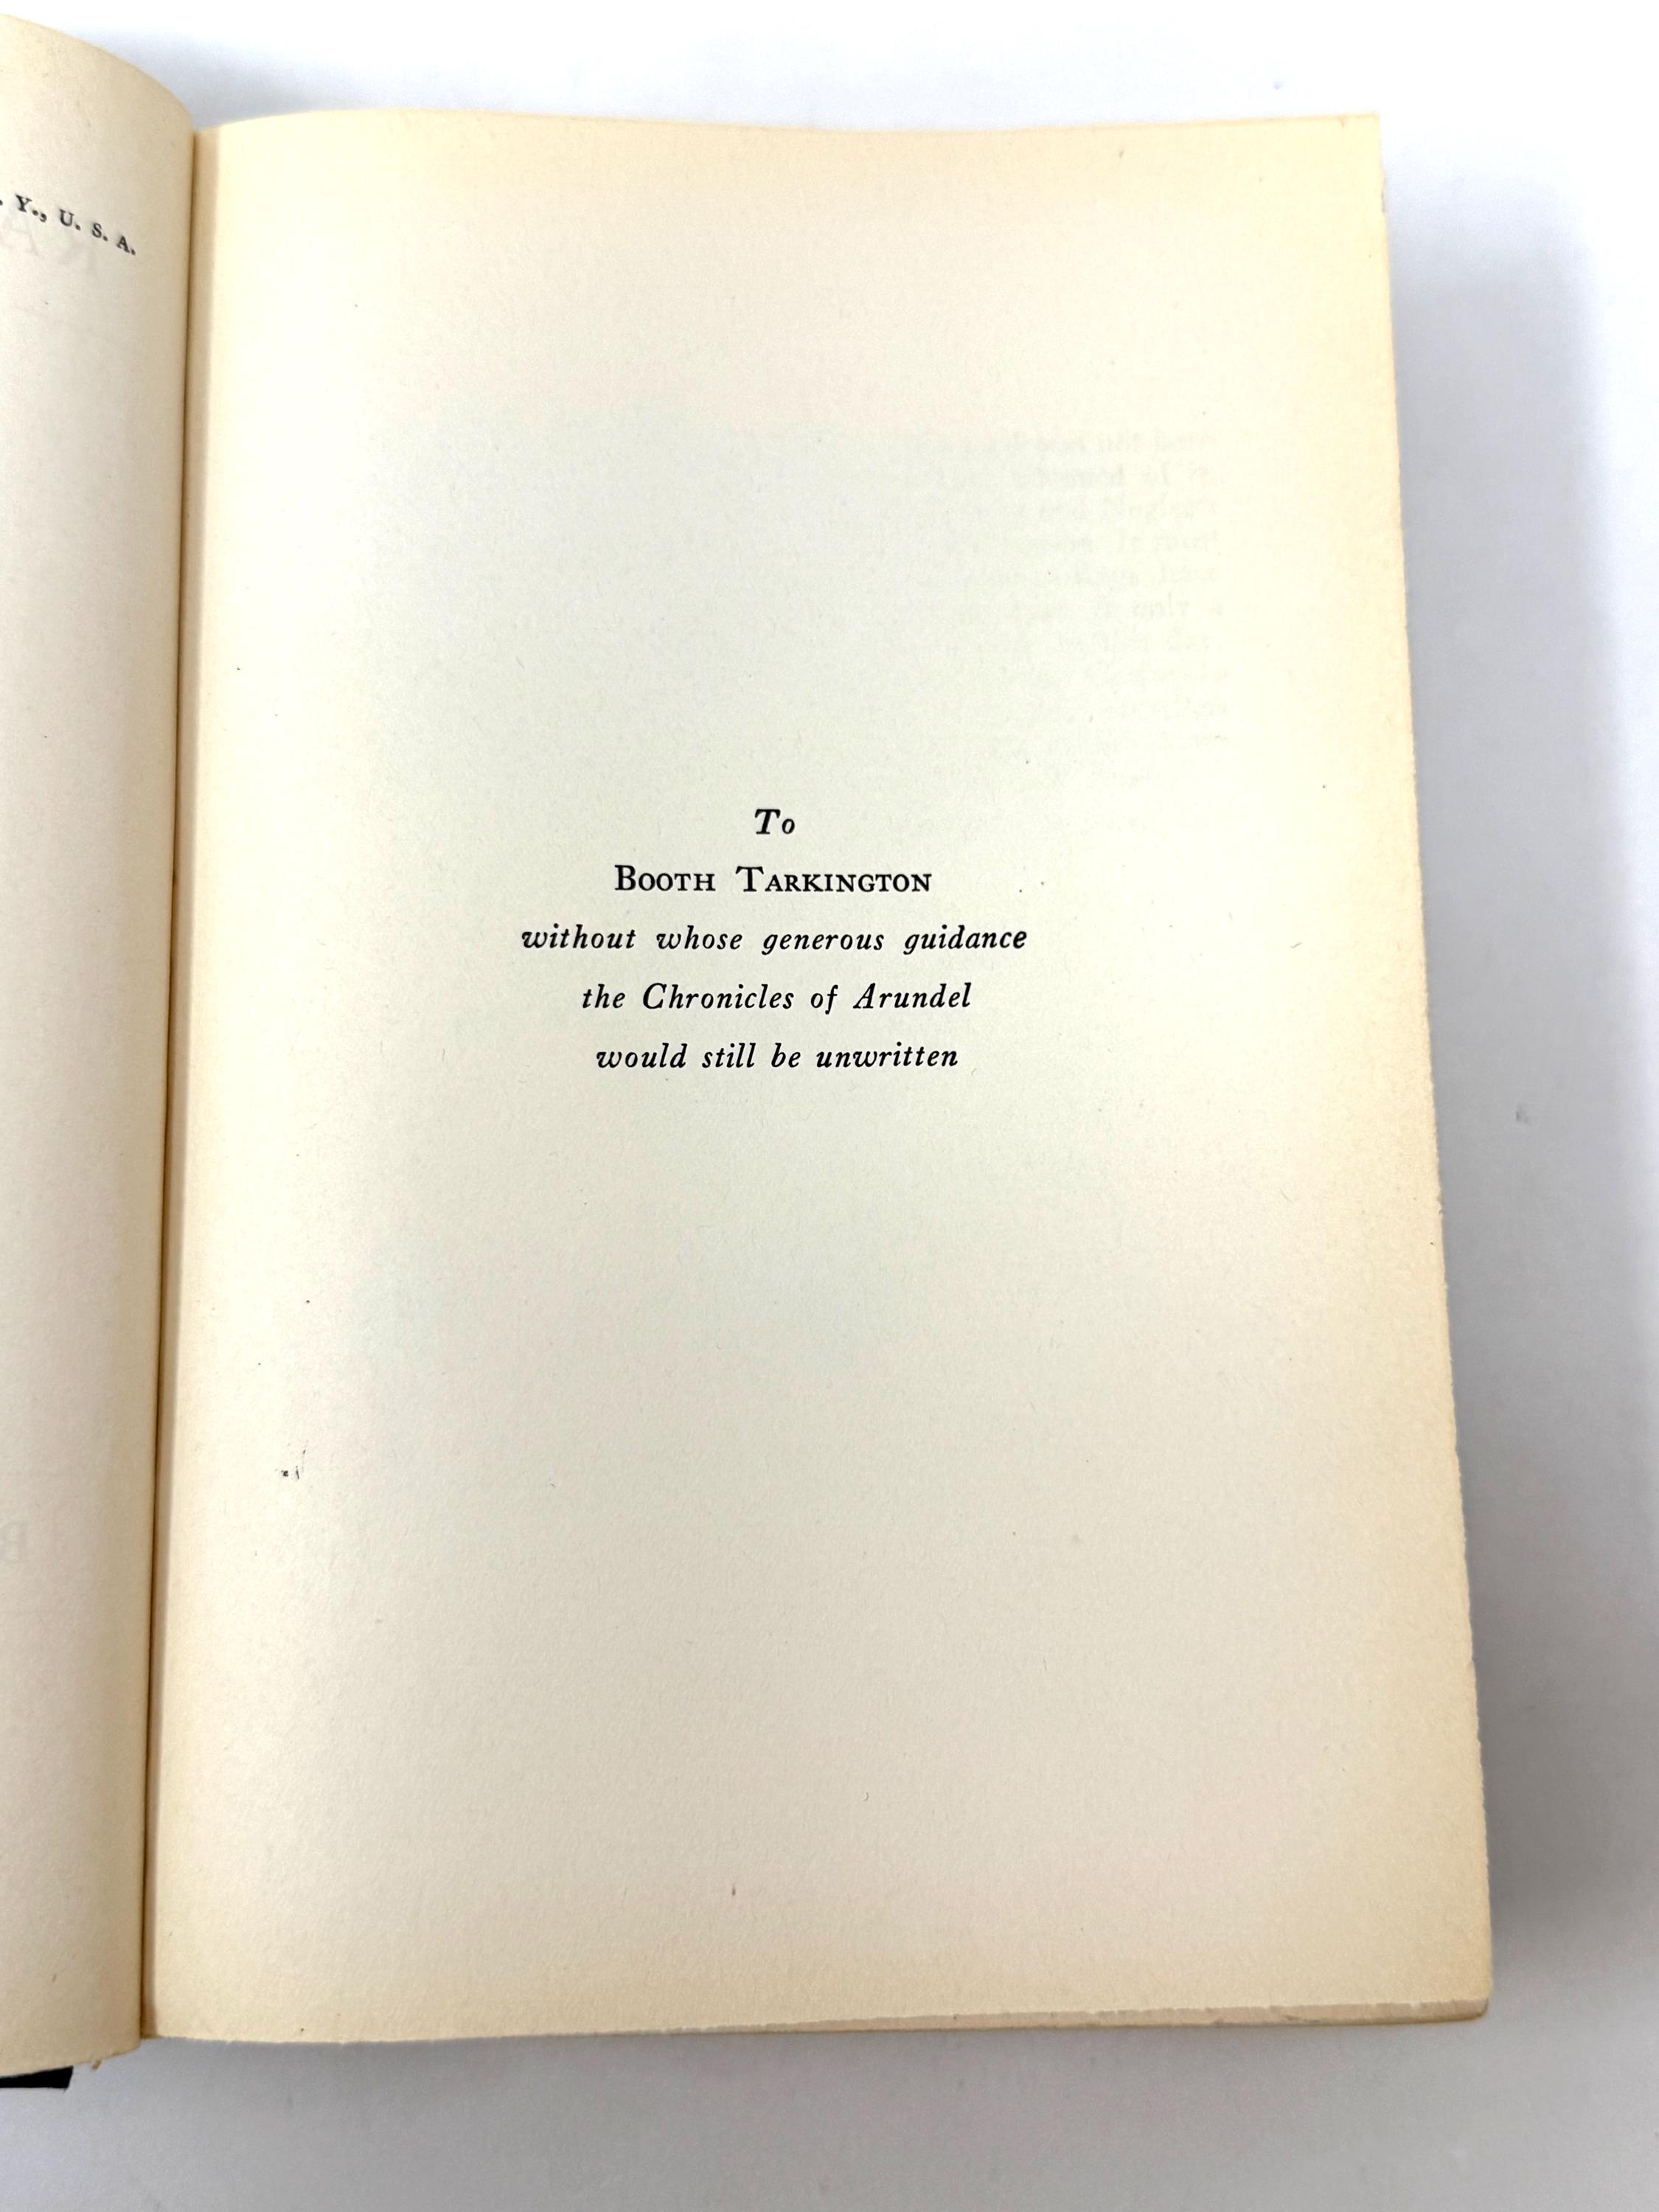 . Y., U. S. A.
To
BOOTH TARKINGTON
without whose generous guidance
the Chronicles of Arundel
would still be unwritten